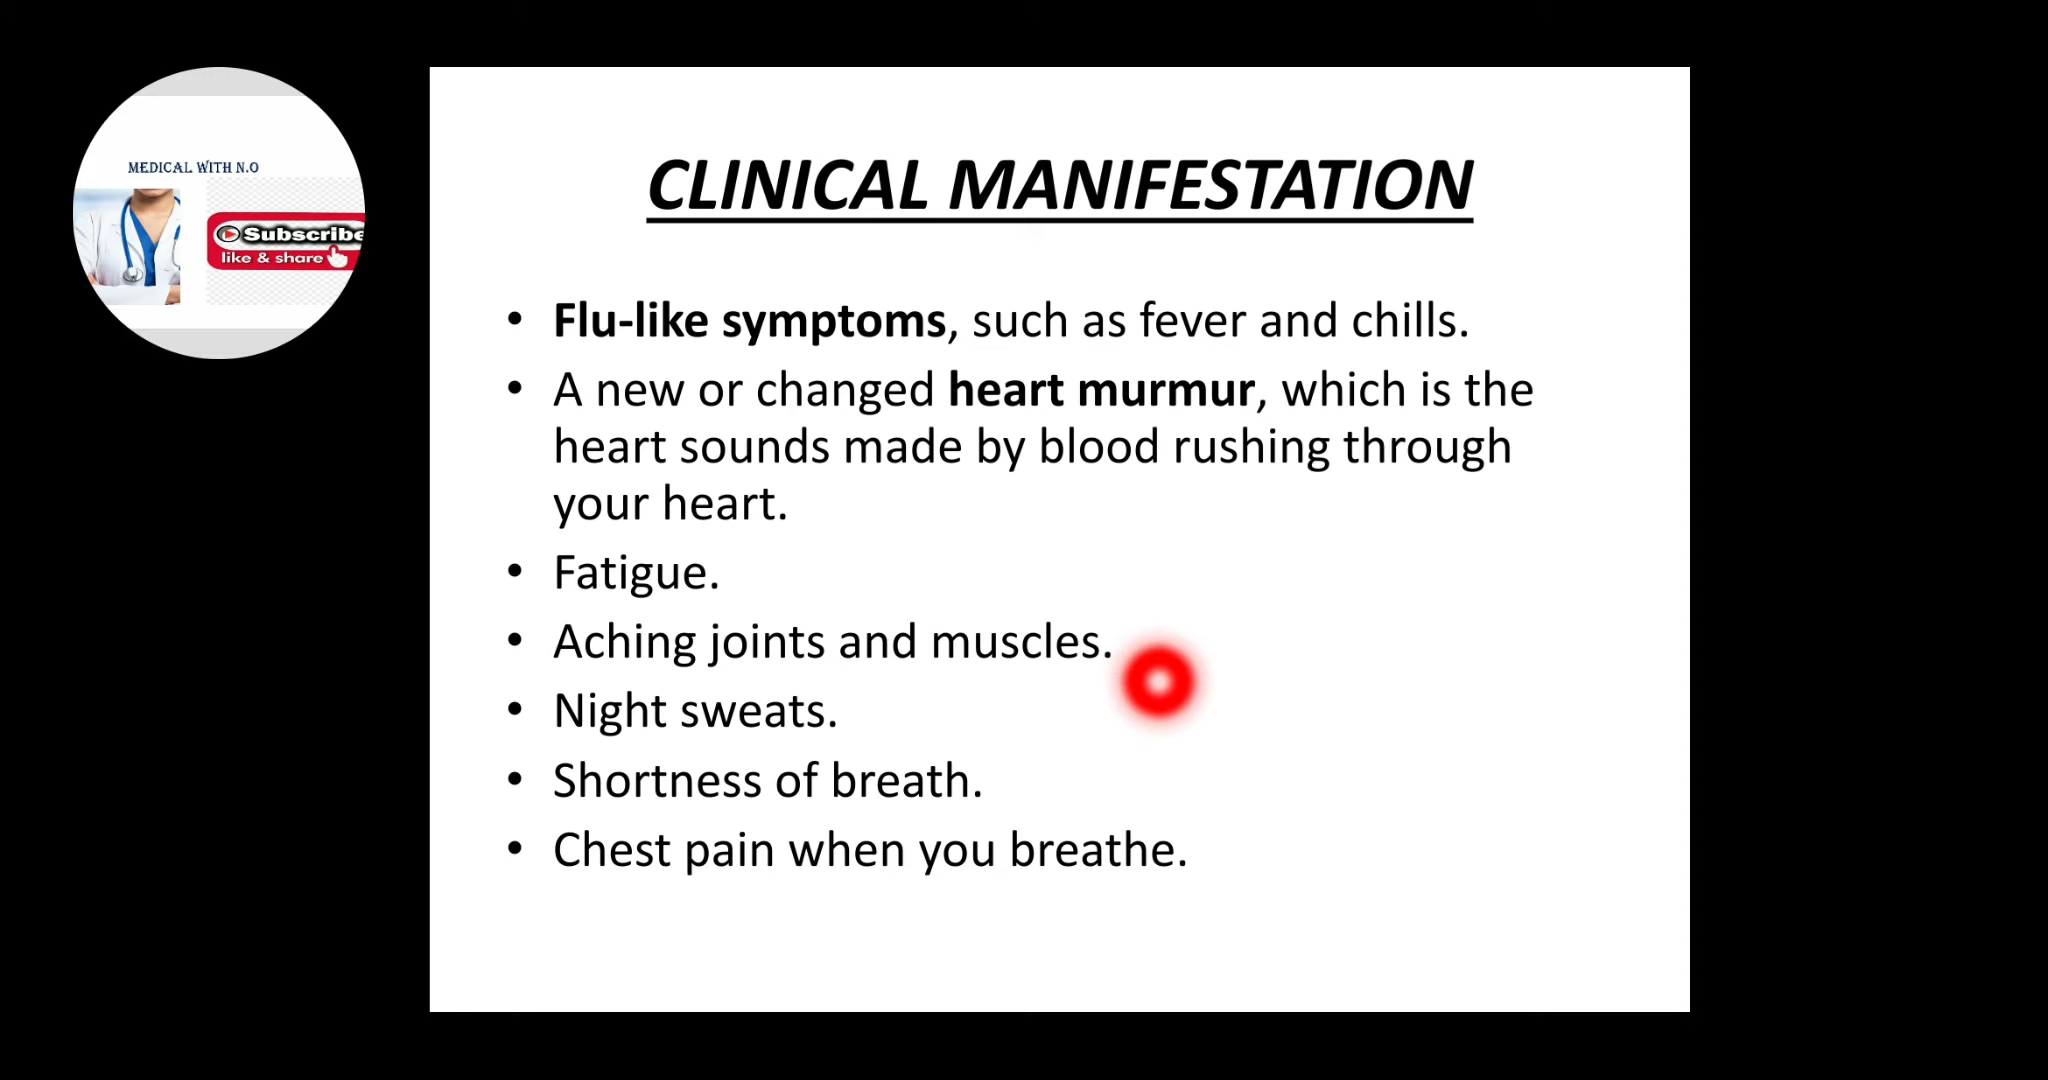 MEDICAL WITH N.O
Subscribe
like & share
CLINICAL MANIFESTATION
• Flu-like symptoms, such as fever and chills.
• A new or changed heart murmur, which is the
heart sounds made by blood rushing through
your heart.
• Fatigue.
• Aching joints and muscles.
• Night sweats.
• Shortness of breath.
• Chest pain when you breathe.